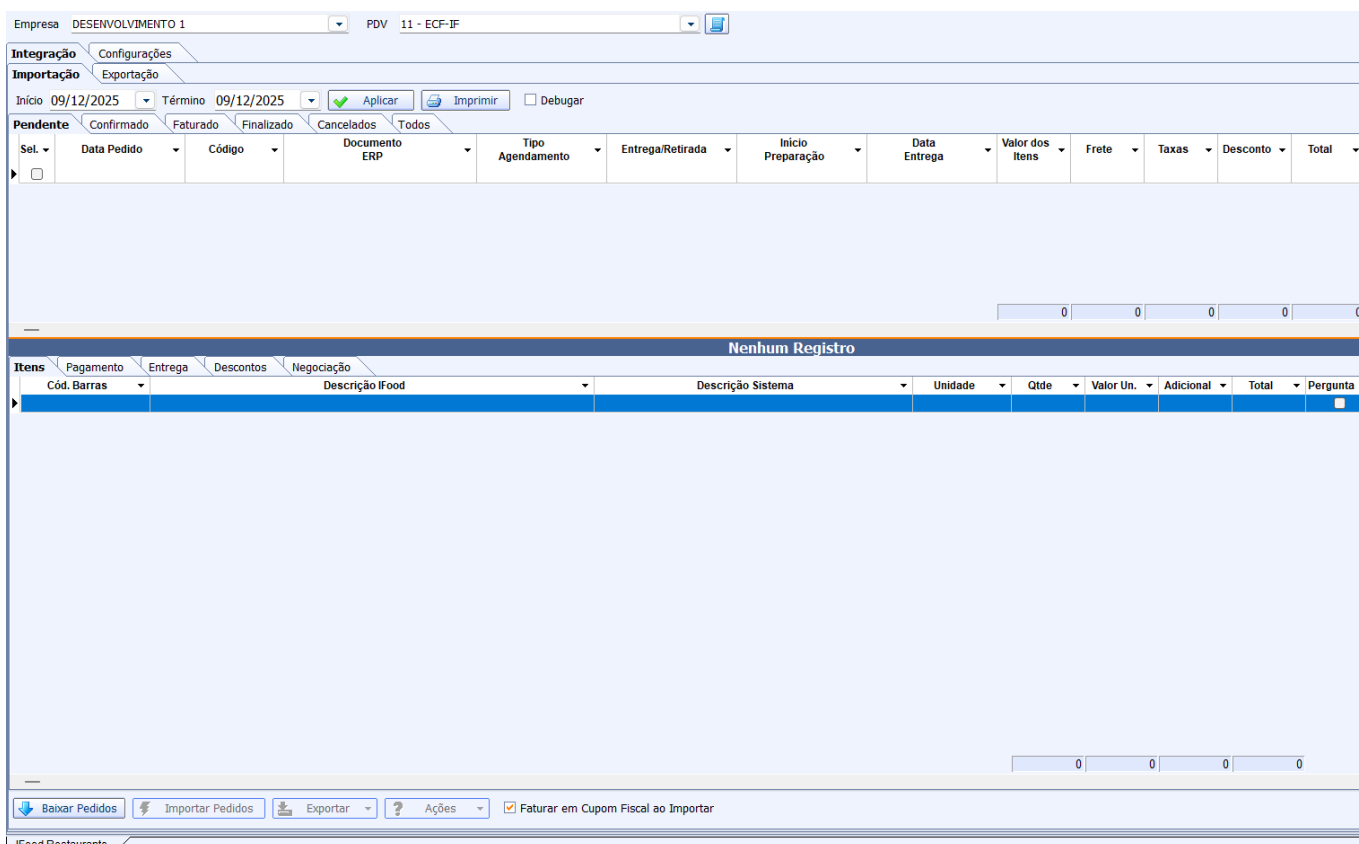 Empresa DESENVOLVIMENTO 1 PDV 11 - ECF-IF
Integração Configurações
Importação Exportação
Início 09/12/2025 Término 09/12/2025 Aplicar Imprimir Debugar
Pendente Confirmado Faturado Finalizado Cancelados Todos
Sel. Data Pedido Código Documento ERP Tipo Agendamento Entrega/Retirada Início Preparação Data Entrega Valor dos Itens Frete Taxas Desconto Total
0 0 0 0 0
Nenhum Registro
Itens Pagamento Entrega Descontos Negociação
Cód. Barras Descrição IFood Descrição Sistema Unidade Qtde Valor Un. Adicional Total Pergunta
0 0 0 0
Baixar Pedidos Importar Pedidos Exportar ? Ações Faturar em Cupom Fiscal ao Importar
IFood Restaurante